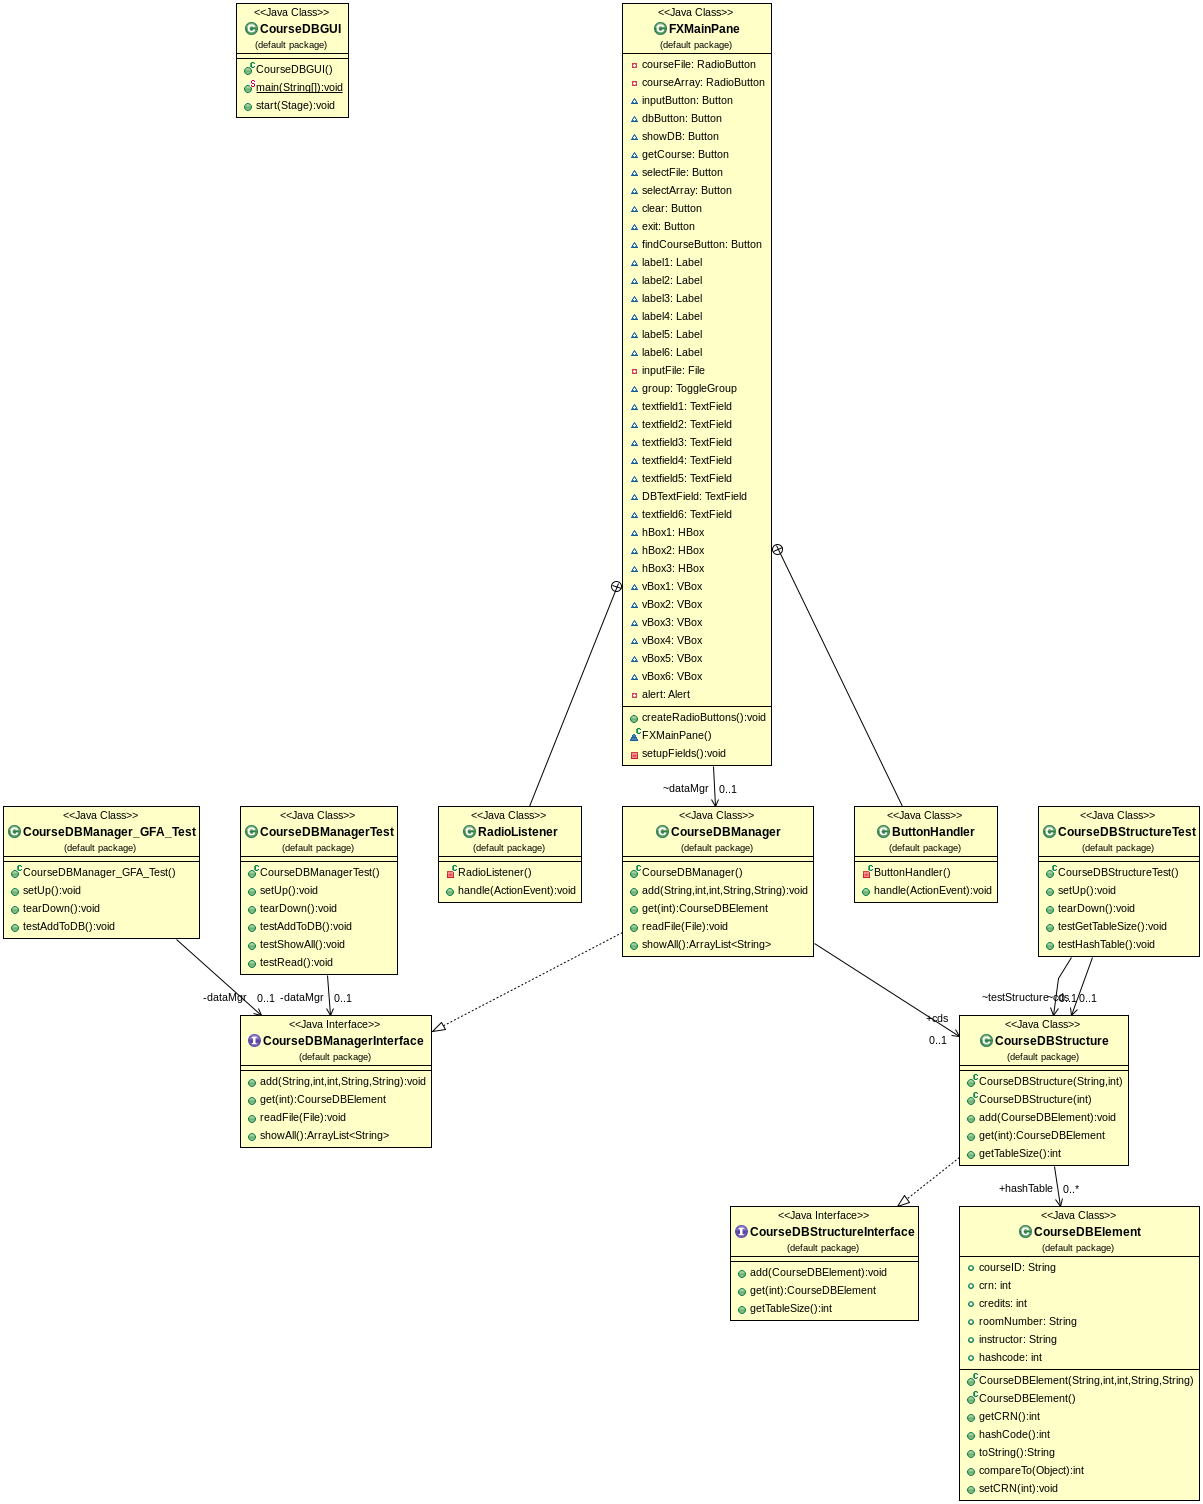 <<Java Class>>
CourseDBGUI
(default package)
CourseDBGUI()
main(String[]):void
start(Stage):void
<<Java Class>>
FXMainPane
(default package)
courseFile: RadioButton
courseArray: RadioButton
inputButton: Button
dbButton: Button
showDB: Button
getCourse: Button
selectFile: Button
selectArray: Button
clear: Button
exit: Button
findCourseButton: Button
label1: Label
label2: Label
label3: Label
label4: Label
label5: Label
label6: Label
inputFile: File
group: ToggleGroup
textfield1: TextField
textfield2: TextField
textfield3: TextField
textfield4: TextField
textfield5: TextField
DBTextField: TextField
textfield6: TextField
hBox1: HBox
hBox2: HBox
hBox3: HBox
vBox1: VBox
vBox2: VBox
vBox3: VBox
vBox4: VBox
vBox5: VBox
vBox6: VBox
alert: Alert
createRadioButtons():void
FXMainPane()
setupFields():void
~dataMgr 0..1
<<Java Class>>
CourseDBManager_GFA_Test
(default package)
CourseDBManager_GFA_Test()
setUp():void
tearDown():void
testAddToDB():void
<<Java Class>>
CourseDBManagerTest
(default package)
CourseDBManagerTest()
setUp():void
tearDown():void
testAddToDB():void
testShowAll():void
testRead():void
<<Java Class>>
RadioListener
(default package)
RadioListener()
handle(ActionEvent):void
<<Java Class>>
CourseDBManager
(default package)
CourseDBManager()
add(String,int,int,String,String):void
get(int):CourseDBElement
readFile(File):void
showAll():ArrayList<String>
<<Java Class>>
ButtonHandler
(default package)
ButtonHandler()
handle(ActionEvent):void
<<Java Class>>
CourseDBStructureTest
(default package)
CourseDBStructureTest()
setUp():void
tearDown():void
testGetTableSize():void
testHashTable():void
-dataMgr 0..1
-dataMgr 0..1
~testStructure
~cds
0..1
0..1
+cds
0..1
<<Java Interface>>
CourseDBManagerInterface
(default package)
add(String,int,int,String,String):void
get(int):CourseDBElement
readFile(File):void
showAll():ArrayList<String>
<<Java Class>>
CourseDBStructure
(default package)
CourseDBStructure(String,int)
CourseDBStructure(int)
add(CourseDBElement):void
get(int):CourseDBElement
getTableSize():int
+hashTable 0..*
<<Java Interface>>
CourseDBStructureInterface
(default package)
add(CourseDBElement):void
get(int):CourseDBElement
getTableSize():int
<<Java Class>>
CourseDBElement
(default package)
courseID: String
crn: int
credits: int
roomNumber: String
instructor: String
hashcode: int
CourseDBElement(String,int,int,String,String)
CourseDBElement()
getCRN():int
hashCode():int
toString():String
compareTo(Object):int
setCRN(int):void